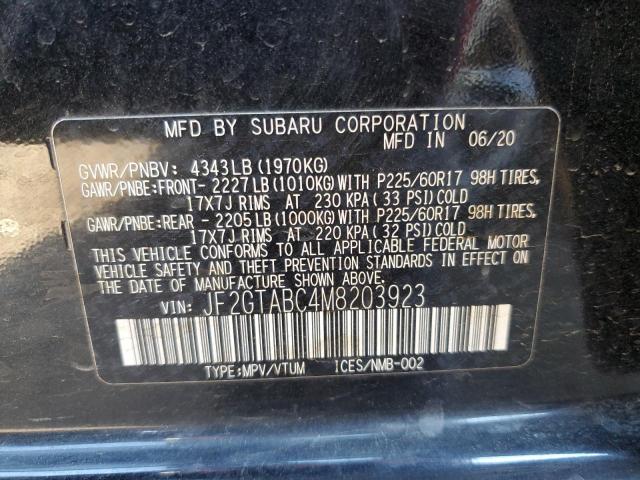 MFD BY SUBARU CORPORATION
MFD IN 06/20
GVWR/PNBV: 4343LB(1970KG)
GAWR/PNBE:FRONT- 2227LB(1010KG)WITH P225/60R17 98H TIRES,
17X7J RIMS AT 230 KPA(33 PSI)COLD
GAWR/PNBE:REAR - 2205LB(1000KG)WITH P225/60R17 98H TIRES,
17X7J RIMS AT 220 KPA(32 PSI)COLD
THIS VEHICLE CONFORMS TO ALL APPLICABLE FEDERAL MOTOR
VEHICLE SAFETY AND THEFT PREVENTION STANDARDS IN EFFECT ON
THE DATE OF MANUFACTURE SHOWN ABOVE.
VIN: JF2GTABC4M8203923
TYPE:MPV/VTUM ICES/NMB-002